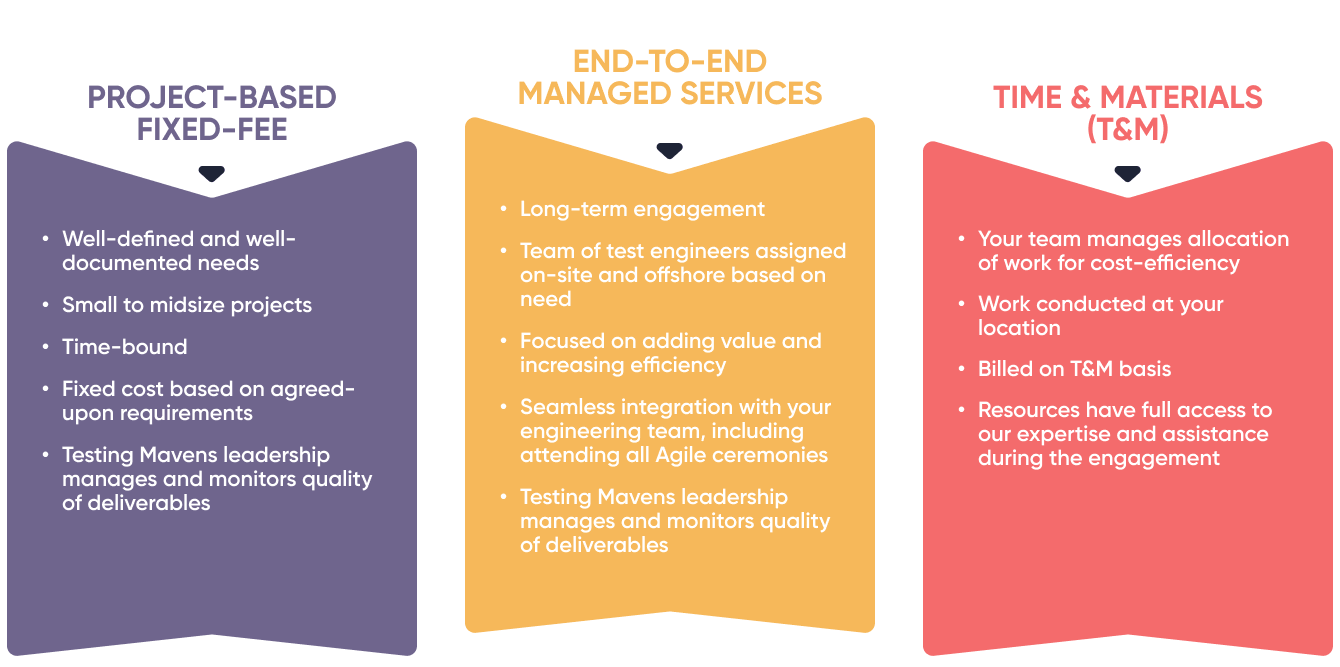 PROJECT-BASED
FIXED-FEE
• Well-defined and well-
documented needs
• Small to midsize projects
• Time-bound
• Fixed cost based on agreed-
upon requirements
• Testing Mavens leadership
manages and monitors quality
of deliverables
END-TO-END
MANAGED SERVICES
• Long-term engagement
• Team of test engineers assigned
on-site and offshore based on
need
• Focused on adding value and
increasing efficiency
• Seamless integration with your
engineering team, including
attending all Agile ceremonies
• Testing Mavens leadership
manages and monitors quality
of deliverables
TIME & MATERIALS
(T&M)
• Your team manages allocation
of work for cost-efficiency
• Work conducted at your
location
• Billed on T&M basis
• Resources have full access to
our expertise and assistance
during the engagement